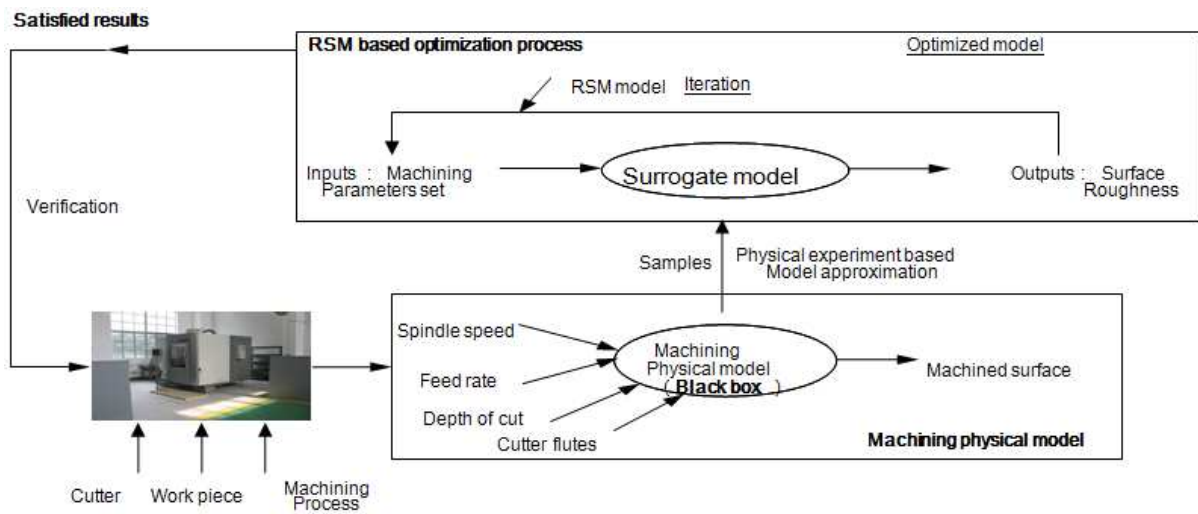 Satisfied results
RSM based optimization process
Optimized model
RSM model Iteration
Inputs : Machining
Parameters set
Surrogate model
Outputs : Surface
Roughness
Verification
Samples
Physical experiment based
Model approximation
Spindle speed
Feed rate
Depth of cut
Cutter flutes
Machining
Physical model
( Black box )
Machined surface
Machining physical model
Cutter
Work piece
Machining
Process